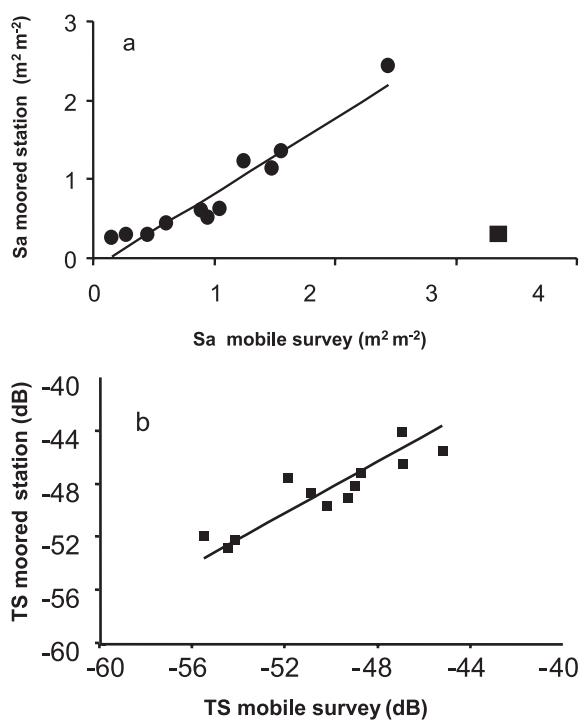 a
Sa moored station (m² m⁻²)
3
2
1
0
0 1 2 3 4
Sa mobile survey (m² m⁻²)
b
TS moored station (dB)
-40
-44
-48
-52
-56
-60
-60 -56 -52 -48 -44 -40
TS mobile survey (dB)